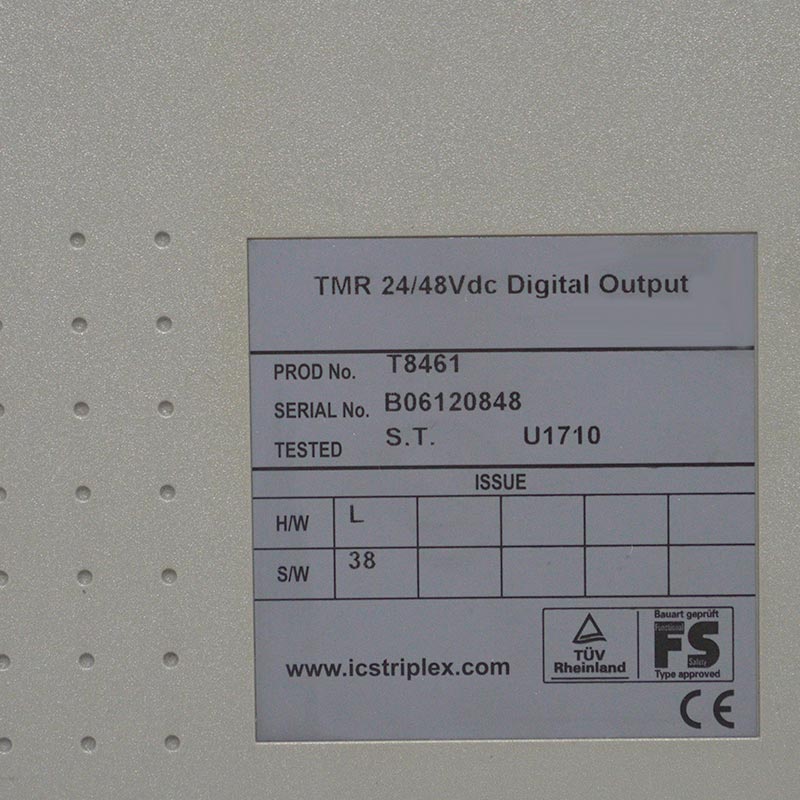 TMR 24/48Vdc Digital Output
PROD No. T8461
SERIAL No. B06120848
TESTED S.T. U1710
ISSUE
H/W L
S/W 38
www.icstriplex.com
TÜV
Rheinland
Bauart geprüft
Functional
FS
Safety
Type approved
CE